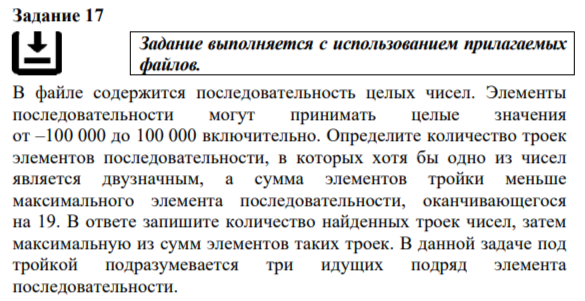 Задание 17
Задание выполняется с использованием прилагаемых
файлов.
В файле содержится последовательность целых чисел. Элементы
последовательности могут принимать целые значения
от –100 000 до 100 000 включительно. Определите количество троек
элементов последовательности, в которых хотя бы одно из чисел
является двузначным, а сумма элементов тройки меньше
максимального элемента последовательности, оканчивающегося
на 19. В ответе запишите количество найденных троек чисел, затем
максимальную из сумм элементов таких троек. В данной задаче под
тройкой подразумевается три идущих подряд элемента
последовательности.